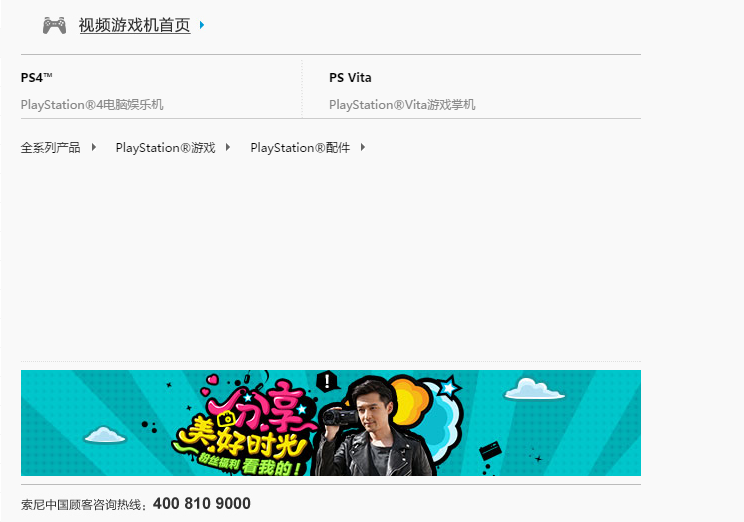 视频游戏机首页
PS4™ PS Vita
PlayStation®4电脑娱乐机 PlayStation®Vita游戏掌机
全系列产品 PlayStation®游戏 PlayStation®配件
!
分享
美好时光
粉丝福利 看我的！
索尼中国顾客咨询热线：400 810 9000